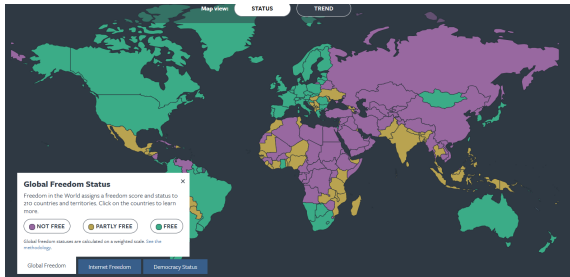 Map view: STATUS TREND
Global Freedom Status ×
Freedom in the World assigns a freedom score and status to
210 countries and territories. Click on the countries to learn
more.
NOT FREE PARTLY FREE FREE
Global freedom statuses are calculated on a weighted scale. See the
methodology.
Global Freedom Internet Freedom Democracy Status